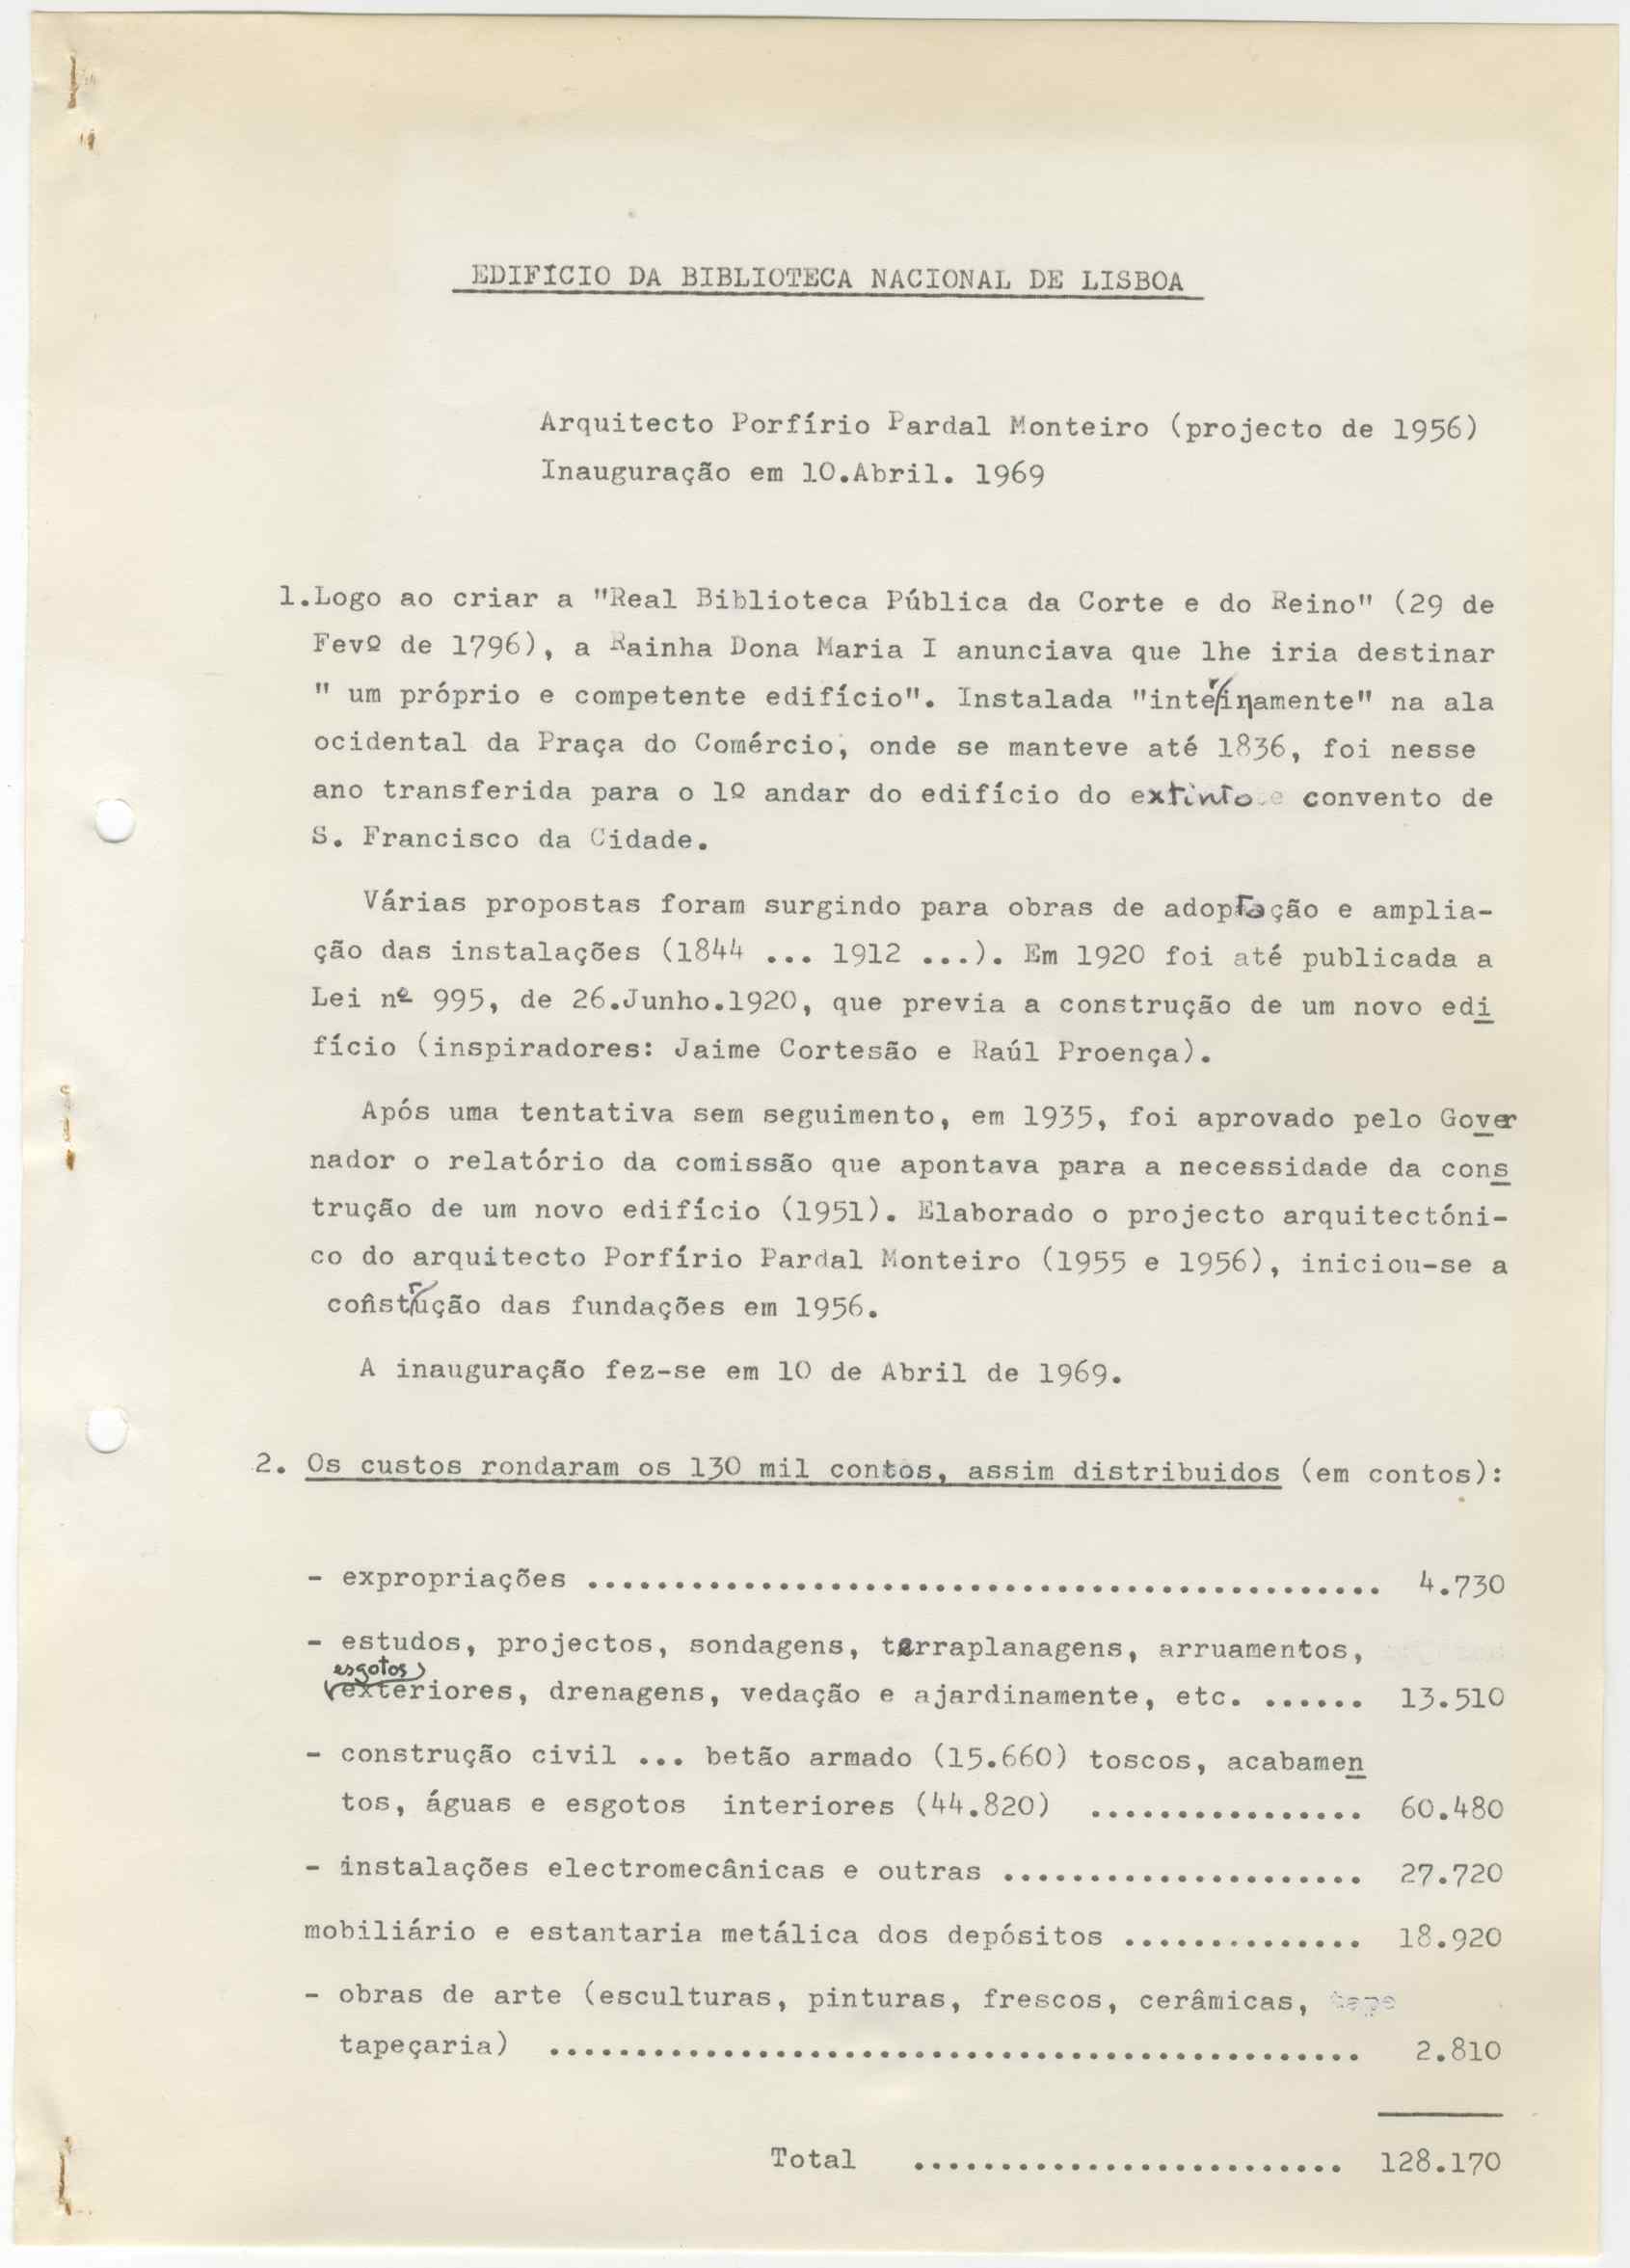 EDIFÍCIO DA BIBLIOTECA NACIONAL DE LISBOA
Arquitecto Porfírio Pardal Monteiro (projecto de 1956)
Inauguração em 10.Abril. 1969
1.Logo ao criar a "Real Biblioteca Pública da Corte e do Reino" (29 de
Fevº de 1796), a Rainha Dona Maria I anunciava que lhe iria destinar
" um próprio e competente edifício". Instalada "interinamente" na ala
ocidental da Praça do Comércio, onde se manteve até 1836, foi nesse
ano transferida para o 1º andar do edifício do extinto convento de
S. Francisco da Cidade.
Várias propostas foram surgindo para obras de adoptação e amplia-
ção das instalações (1844 ... 1912 ...). Em 1920 foi até publicada a
Lei nº 995, de 26.Junho.1920, que previa a construção de um novo edi
fício (inspiradores: Jaime Cortesão e Raúl Proença).
Após uma tentativa sem seguimento, em 1935, foi aprovado pelo Gover
nador o relatório da comissão que apontava para a necessidade da cons
trução de um novo edifício (1951). Elaborado o projecto arquitectóni-
co do arquitecto Porfírio Pardal Monteiro (1955 e 1956), iniciou-se a
construção das fundações em 1956.
A inauguração fez-se em 10 de Abril de 1969.
2. Os custos rondaram os 130 mil contos, assim distribuidos (em contos):
- expropriações .............................................. 4.730
- estudos, projectos, sondagens, terraplanagens, arruamentos,
esgotos exteriores, drenagens, vedação e ajardinamente, etc. ...... 13.510
- construção civil ... betão armado (15.660) toscos, acabamen
tos, águas e esgotos interiores (44.820) ................ 60.480
- instalações electromecânicas e outras ..................... 27.720
mobiliário e estantaria metálica dos depósitos .............. 18.920
- obras de arte (esculturas, pinturas, frescos, cerâmicas, tape
tapeçaria) ............................................... 2.810
Total ......................... 128.170